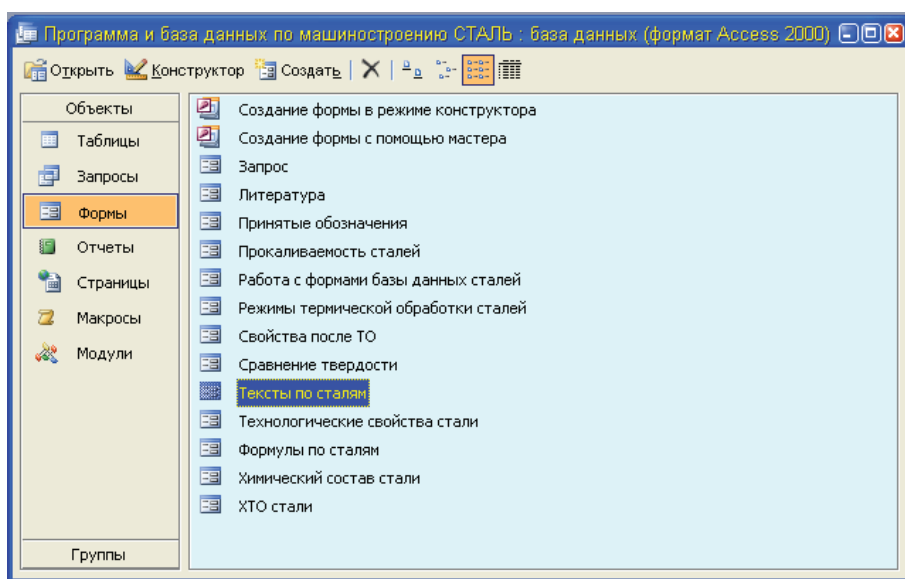 Программа и база данных по машиностроению СТАЛЬ : база данных (формат Access 2000)
Открыть Конструктор Создать
Объекты
Таблицы
Запросы
Формы
Отчеты
Страницы
Макросы
Модули
Группы
Создание формы в режиме конструктора
Создание формы с помощью мастера
Запрос
Литература
Принятые обозначения
Прокаливаемость сталей
Работа с формами базы данных сталей
Режимы термической обработки сталей
Свойства после ТО
Сравнение твердости
Тексты по сталям
Технологические свойства стали
Формулы по сталям
Химический состав стали
ХТО стали